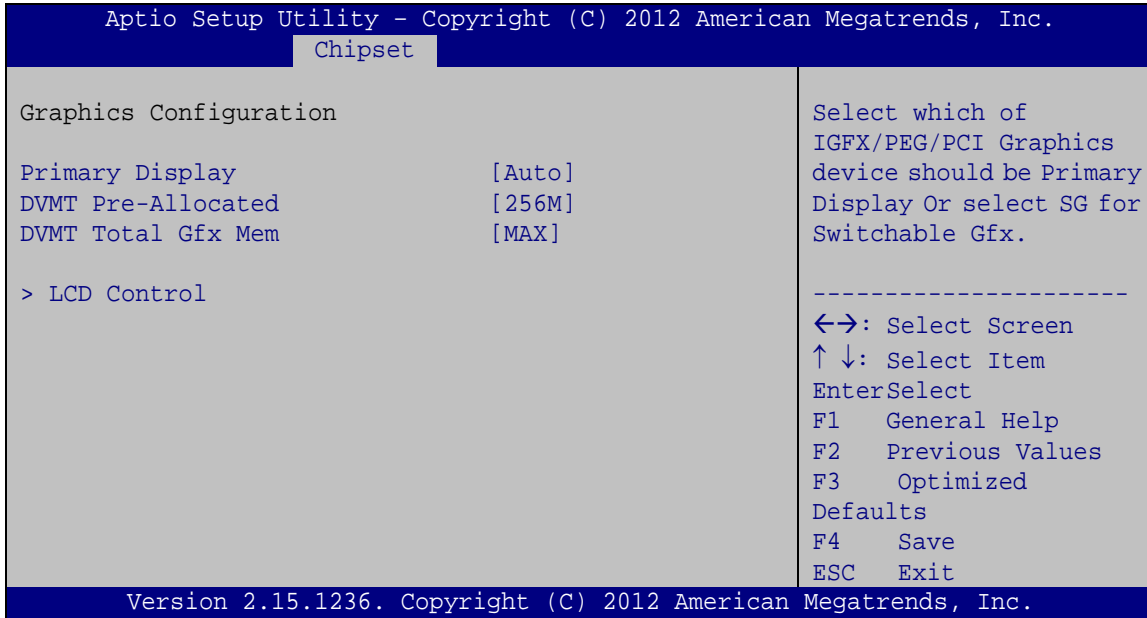 Aptio Setup Utility – Copyright (C) 2012 American Megatrends, Inc.
Chipset
Graphics Configuration
Primary Display [Auto]
DVMT Pre-Allocated [256M]
DVMT Total Gfx Mem [MAX]
> LCD Control
Select which of
IGFX/PEG/PCI Graphics
device should be Primary
Display Or select SG for
Switchable Gfx.
----------------------
←→: Select Screen
↑ ↓: Select Item
EnterSelect
F1 General Help
F2 Previous Values
F3 Optimized
Defaults
F4 Save
ESC Exit
Version 2.15.1236. Copyright (C) 2012 American Megatrends, Inc.